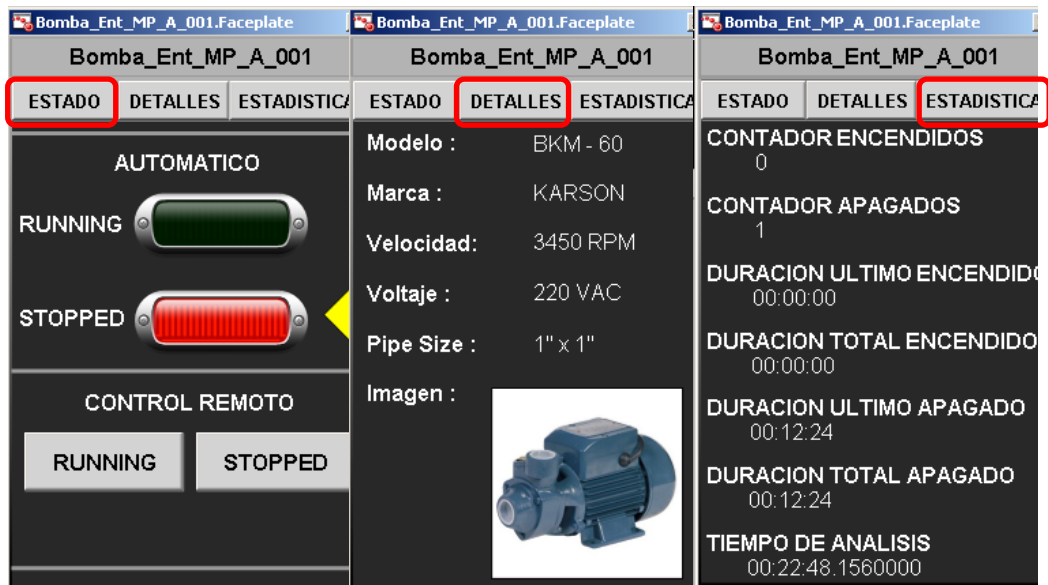 Bomba_Ent_MP_A_001.Faceplate
Bomba_Ent_MP_A_001
ESTADO DETALLES ESTADISTICA
AUTOMATICO
RUNNING
STOPPED
CONTROL REMOTO
RUNNING STOPPED
Bomba_Ent_MP_A_001.Faceplate
Bomba_Ent_MP_A_001
ESTADO DETALLES ESTADISTICA
Modelo : BKM - 60
Marca : KARSON
Velocidad: 3450 RPM
Voltaje : 220 VAC
Pipe Size : 1" x 1"
Imagen :
Bomba_Ent_MP_A_001.Faceplate
Bomba_Ent_MP_A_001
ESTADO DETALLES ESTADISTICA
CONTADOR ENCENDIDOS
0
CONTADOR APAGADOS
1
DURACION ULTIMO ENCENDIDO
00:00:00
DURACION TOTAL ENCENDIDO
00:00:00
DURACION ULTIMO APAGADO
00:12:24
DURACION TOTAL APAGADO
00:12:24
TIEMPO DE ANALISIS
00:22:48.1560000